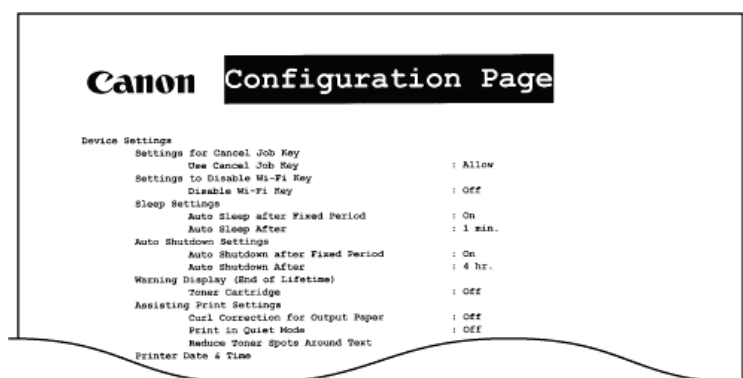 Canon Configuration Page
Device Settings
Settings for Cancel Job Key
Use Cancel Job Key : Allow
Settings to Disable Wi-Fi Key
Disable Wi-Fi Key : Off
Sleep Settings
Auto Sleep after Fixed Period : On
Auto Sleep After : 1 min.
Auto Shutdown Settings
Auto Shutdown after Fixed Period : On
Auto Shutdown After : 4 hr.
Warning Display (End of Lifetime)
Toner Cartridge : Off
Assisting Print Settings
Curl Correction for Output Paper : Off
Print in Quiet Mode : Off
Reduce Toner Spots Around Text
Printer Date & Time